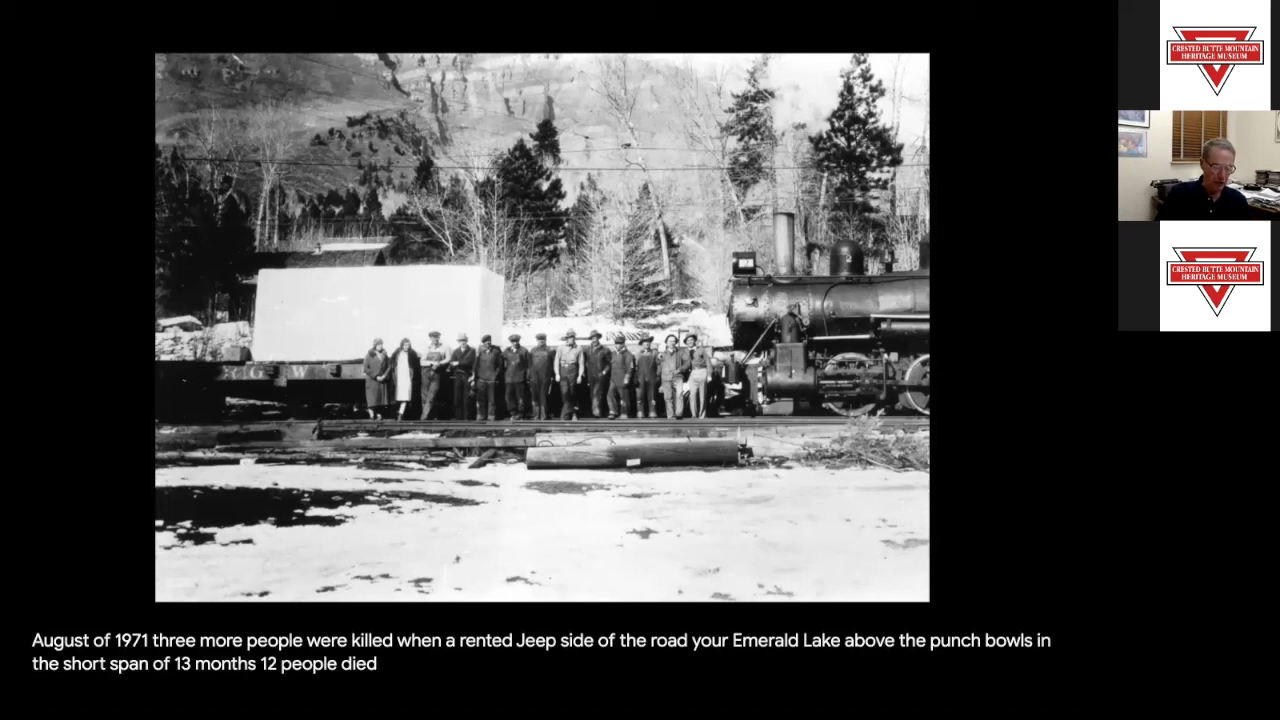 CRESTED BUTTE MOUNTAIN
HERITAGE MUSEUM
CRESTED BUTTE MOUNTAIN
HERITAGE MUSEUM
August of 1971 three more people were killed when a rented Jeep side of the road your Emerald Lake above the punch bowls in
the short span of 13 months 12 people died